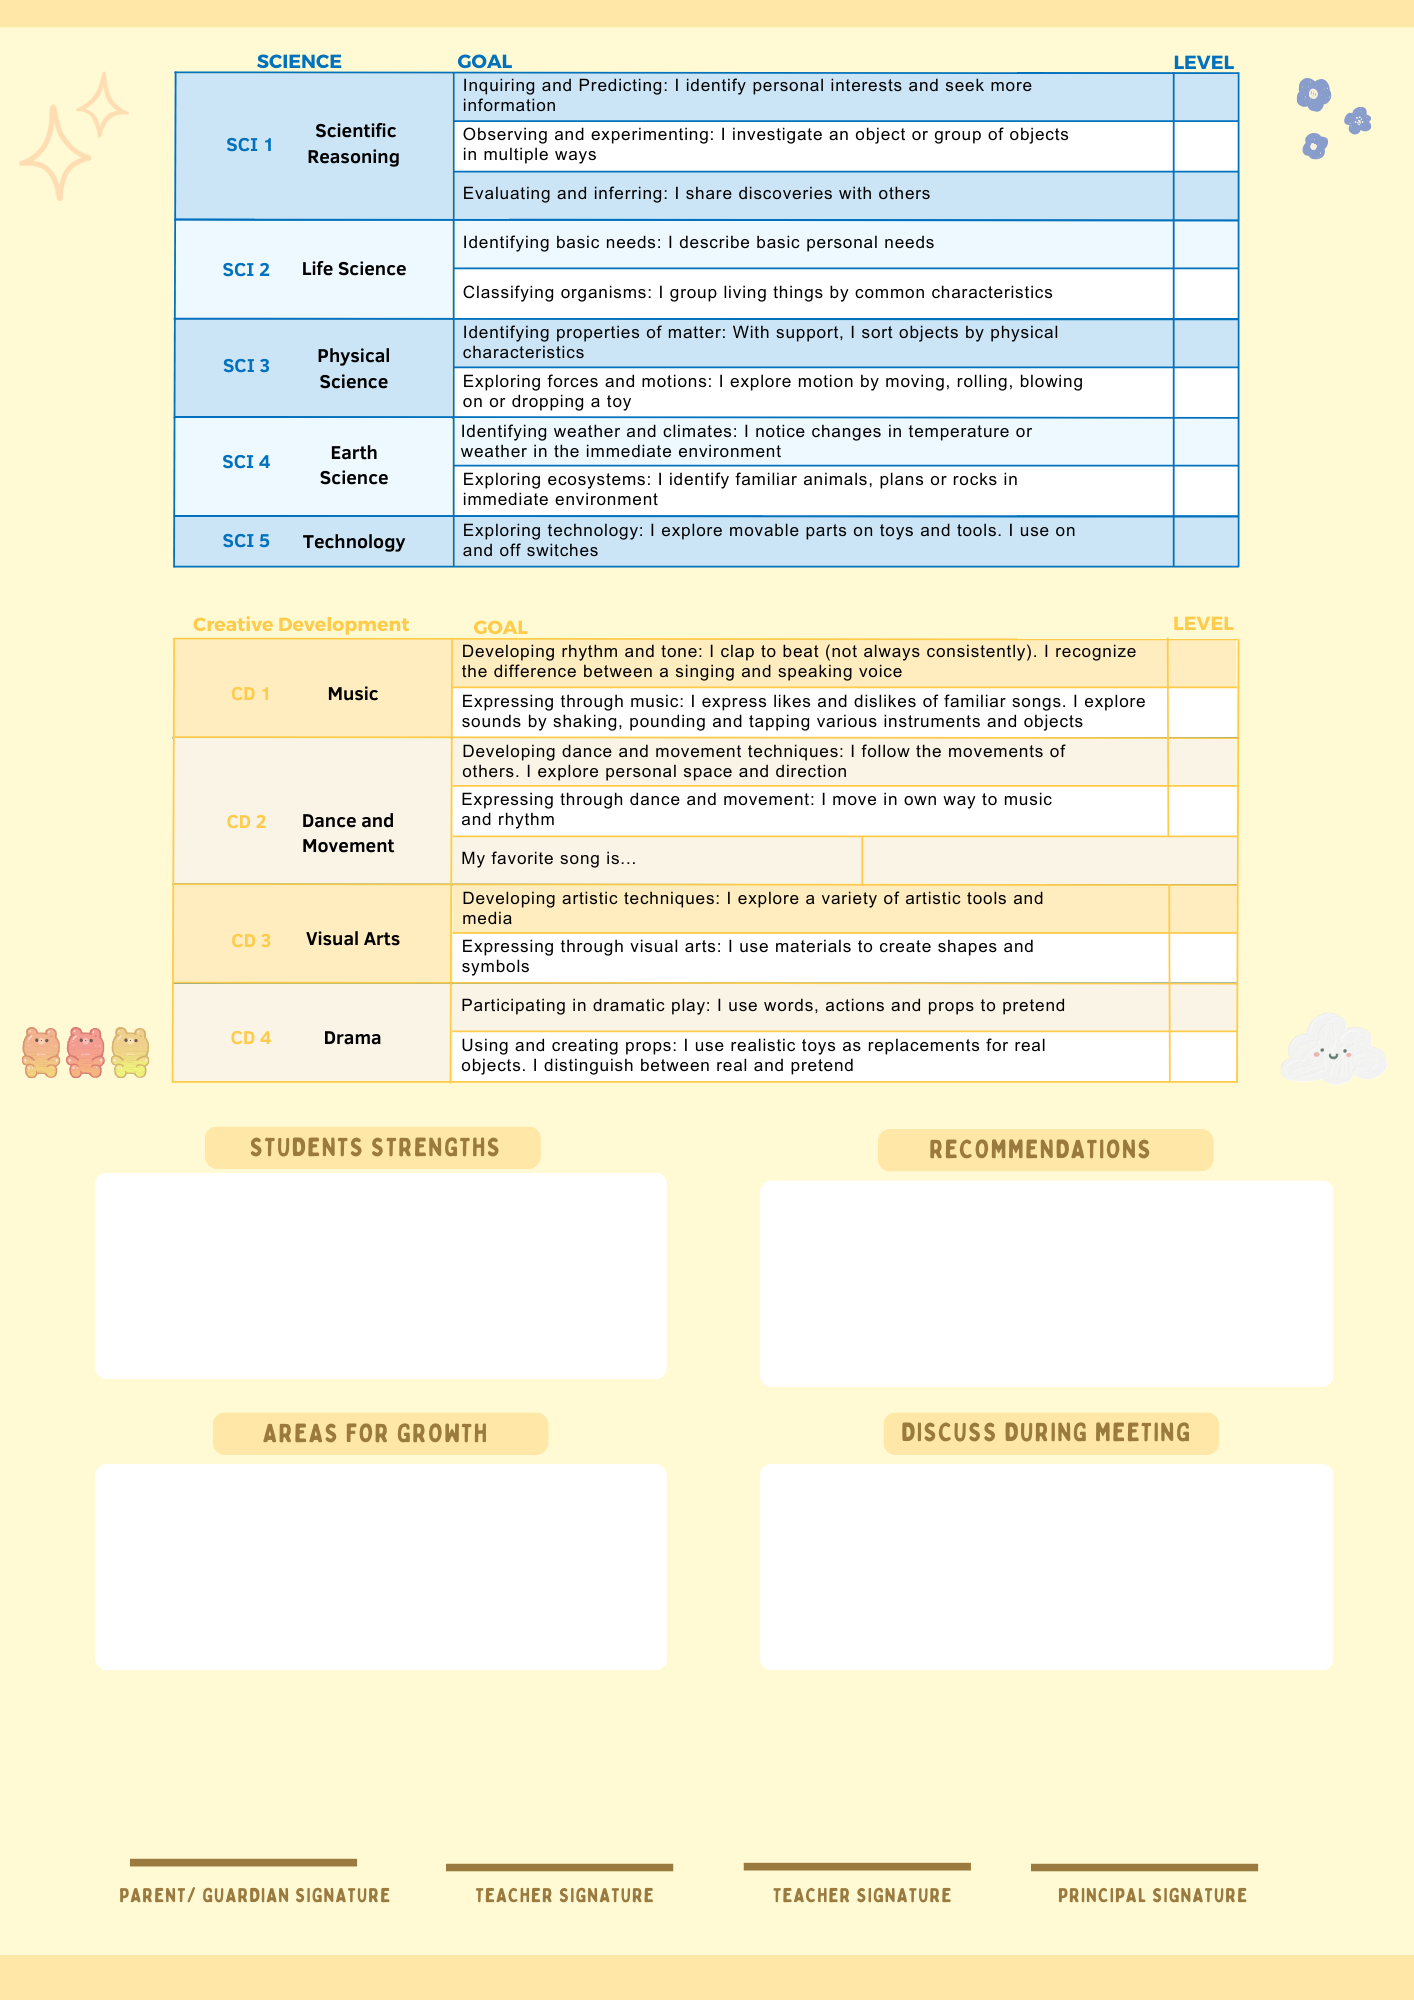 SCIENCE GOAL LEVEL
SCI 1
Scientific
Reasoning
Inquiring and Predicting: I identify personal interests and seek more
information
Observing and experimenting: I investigate an object or group of objects
in multiple ways
Evaluating and inferring: I share discoveries with others
SCI 2
Life Science
Identifying basic needs: I describe basic personal needs
Classifying organisms: I group living things by common characteristics
SCI 3
Physical
Science
Identifying properties of matter: With support, I sort objects by physical
characteristics
Exploring forces and motions: I explore motion by moving, rolling, blowing
on or dropping a toy
SCI 4
Earth
Science
Identifying weather and climates: I notice changes in temperature or
weather in the immediate environment
Exploring ecosystems: I identify familiar animals, plans or rocks in
immediate environment
SCI 5
Technology
Exploring technology: I explore movable parts on toys and tools. I use on
and off switches
Creative Development GOAL LEVEL
CD 1
Music
Developing rhythm and tone: I clap to beat (not always consistently). I recognize
the difference between a singing and speaking voice
Expressing through music: I express likes and dislikes of familiar songs. I explore
sounds by shaking, pounding and tapping various instruments and objects
CD 2
Dance and
Movement
Developing dance and movement techniques: I follow the movements of
others. I explore personal space and direction
Expressing through dance and movement: I move in own way to music
and rhythm
My favorite song is...
CD 3
Visual Arts
Developing artistic techniques: I explore a variety of artistic tools and
media
Expressing through visual arts: I use materials to create shapes and
symbols
CD 4
Drama
Participating in dramatic play: I use words, actions and props to pretend
Using and creating props: I use realistic toys as replacements for real
objects. I distinguish between real and pretend
STUDENTS STRENGTHS
RECOMMENDATIONS
AREAS FOR GROWTH
DISCUSS DURING MEETING
PARENT/ GUARDIAN SIGNATURE
TEACHER SIGNATURE
TEACHER SIGNATURE
PRINCIPAL SIGNATURE